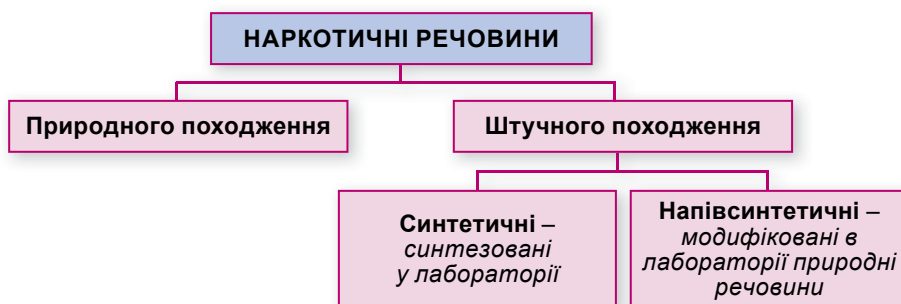 НАРКОТИЧНІ РЕЧОВИНИ
Природного походження
Штучного походження
Синтетичні –
синтезовані
у лабораторії
Напівсинтетичні –
модифіковані в
лабораторії природні
речовини